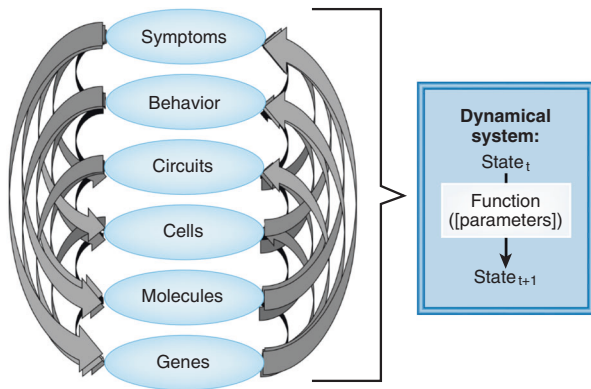 Symptoms
Behavior
Circuits
Cells
Molecules
Genes
Dynamical
system:
State t
Function
([parameters])
State t+1